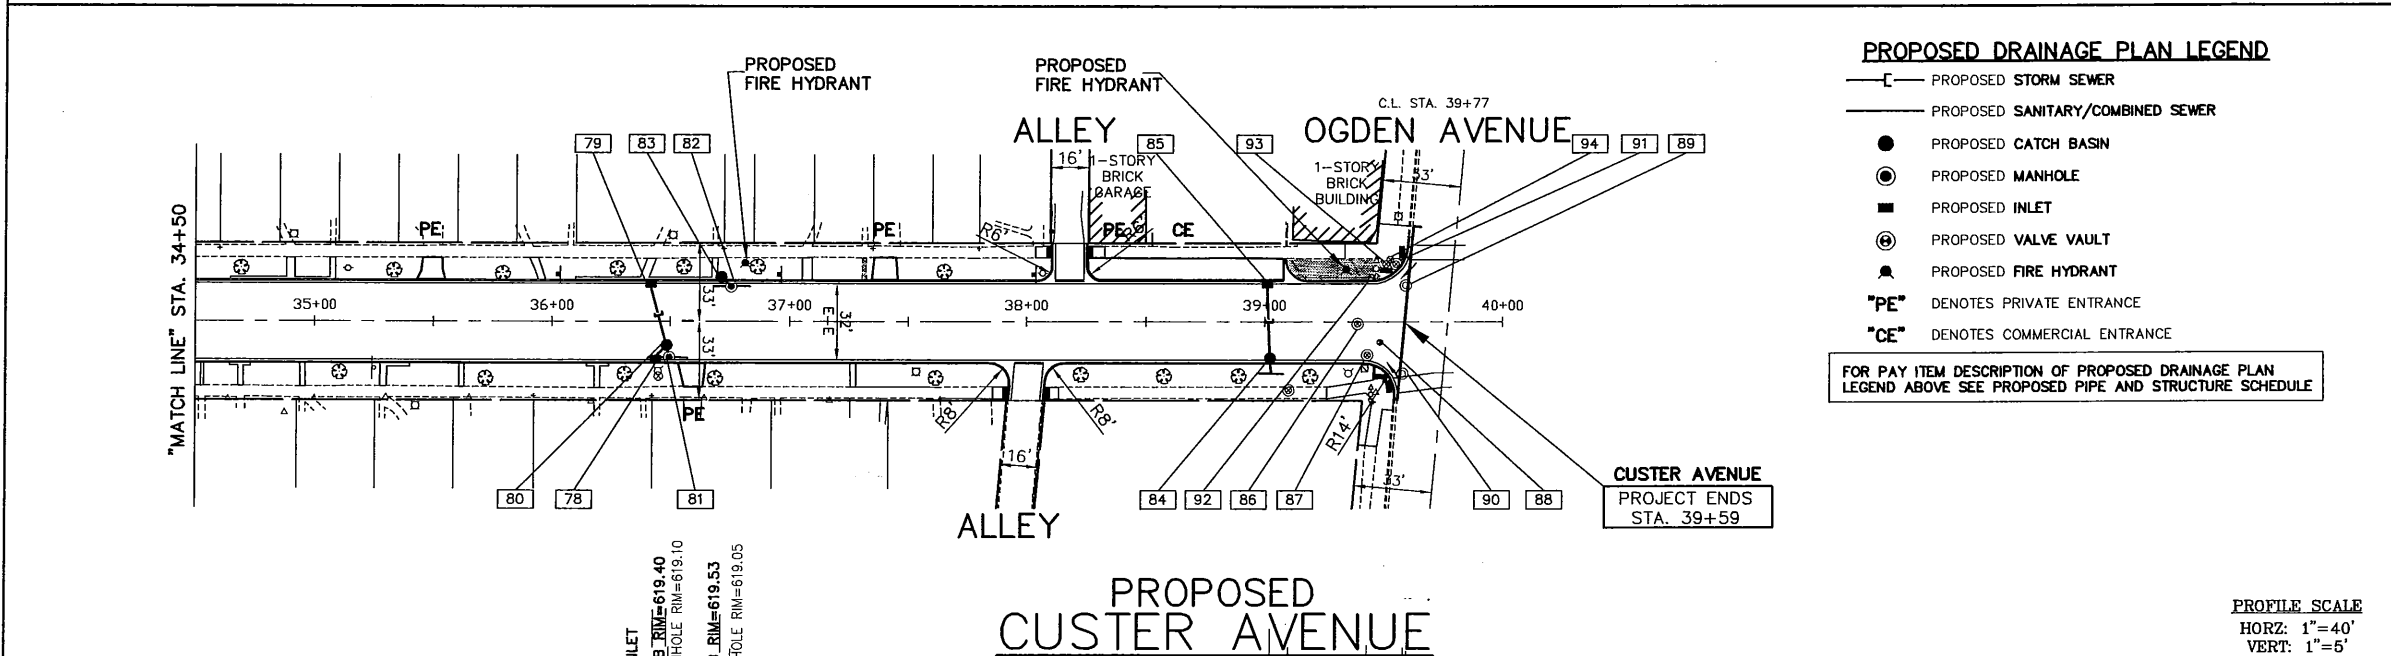 PROPOSED DRAINAGE PLAN LEGEND
PROPOSED STORM SEWER
PROPOSED SANITARY/COMBINED SEWER
PROPOSED CATCH BASIN
PROPOSED MANHOLE
PROPOSED INLET
PROPOSED VALVE VAULT
PROPOSED FIRE HYDRANT
"PE" DENOTES PRIVATE ENTRANCE
"CE" DENOTES COMMERCIAL ENTRANCE
FOR PAY ITEM DESCRIPTION OF PROPOSED DRAINAGE PLAN
LEGEND ABOVE SEE PROPOSED PIPE AND STRUCTURE SCHEDULE
PROPOSED
FIRE HYDRANT
PROPOSED
FIRE HYDRANT
C.L. STA. 39+77
ALLEY
OGDEN AVENUE
79
83
82
85
93
94
91
89
16'
1-STORY
BRICK
GARAGE
1-STORY
BRICK
BUILDING
33'
"MATCH LINE" STA. 34+50
PE
PE
R6'
PE
R6'
CE
35+00
36+00
37+00
38+00
39+00
40+00
33'
33'
32'
E-E
PE
R8'
R8'
R14'
16'
33'
80
78
81
84
92
86
87
90
88
ALLEY
CUSTER AVENUE
PROJECT ENDS
STA. 39+59
RIM=619.40
HOLE RIM=619.10
RIM=619.53
HOLE RIM=619.05
PROPOSED
CUSTER AVENUE
PROFILE SCALE
HORZ: 1"=40'
VERT: 1"=5'